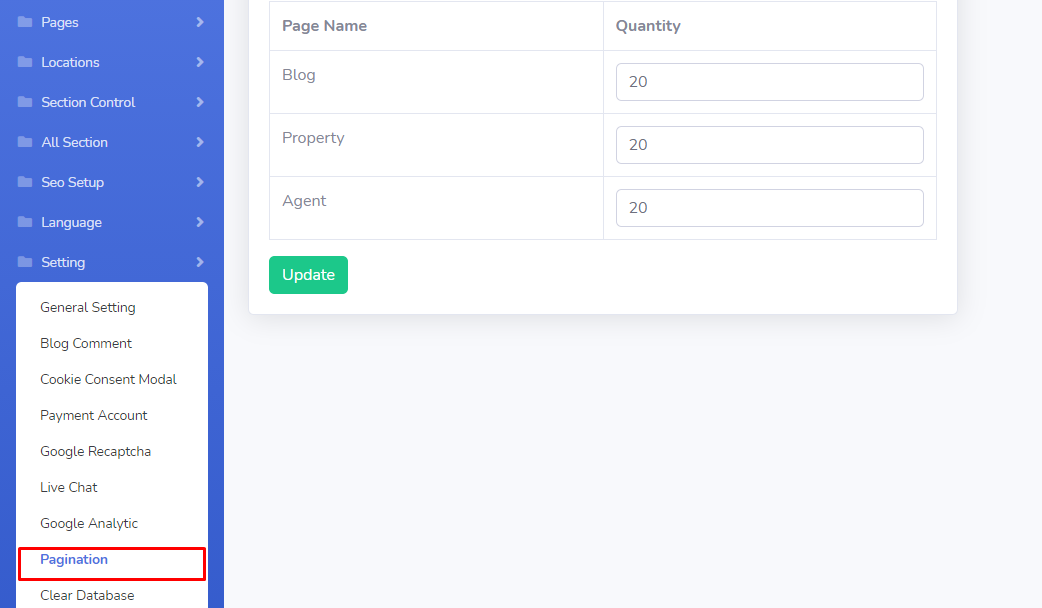 Pages
Locations
Section Control
All Section
Seo Setup
Language
Setting
General Setting
Blog Comment
Cookie Consent Modal
Payment Account
Google Recaptcha
Live Chat
Google Analytic
Pagination
Clear Database
Page Name Quantity
Blog 20
Property 20
Agent 20
Update